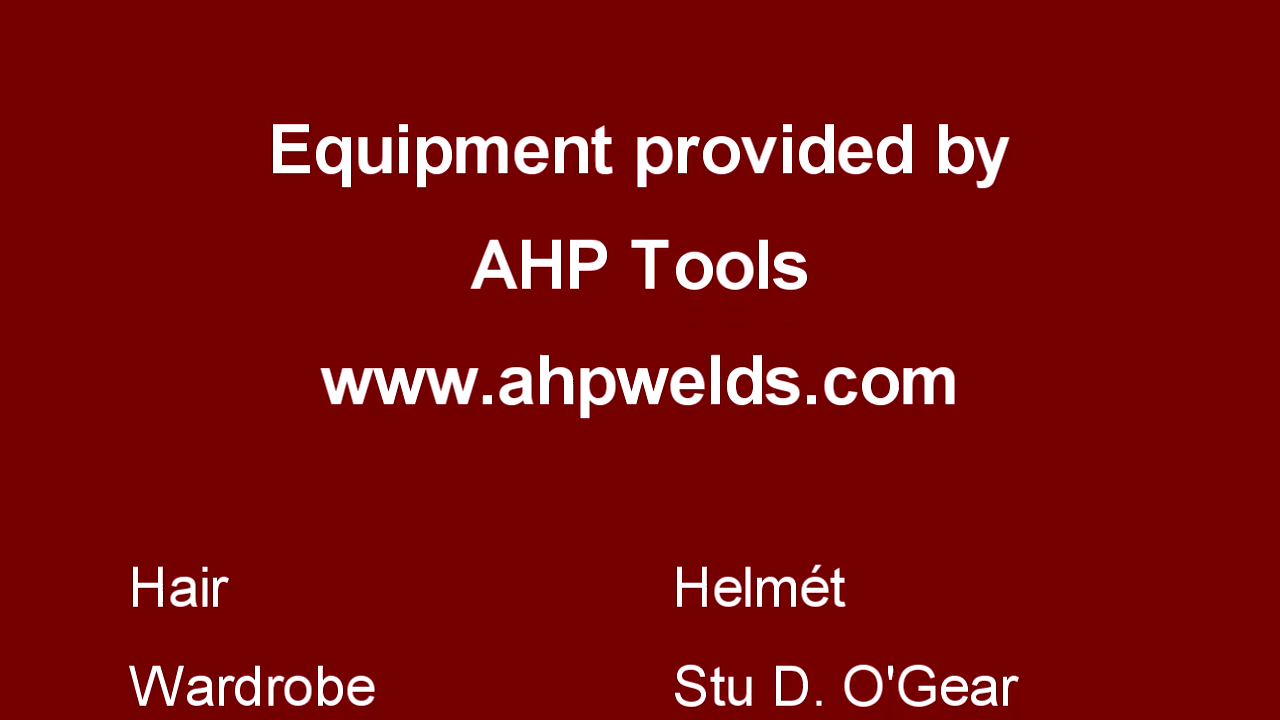 Equipment provided by
AHP Tools
www.ahpwelds.com
Hair Helmét
Wardrobe Stu D. O'Gear